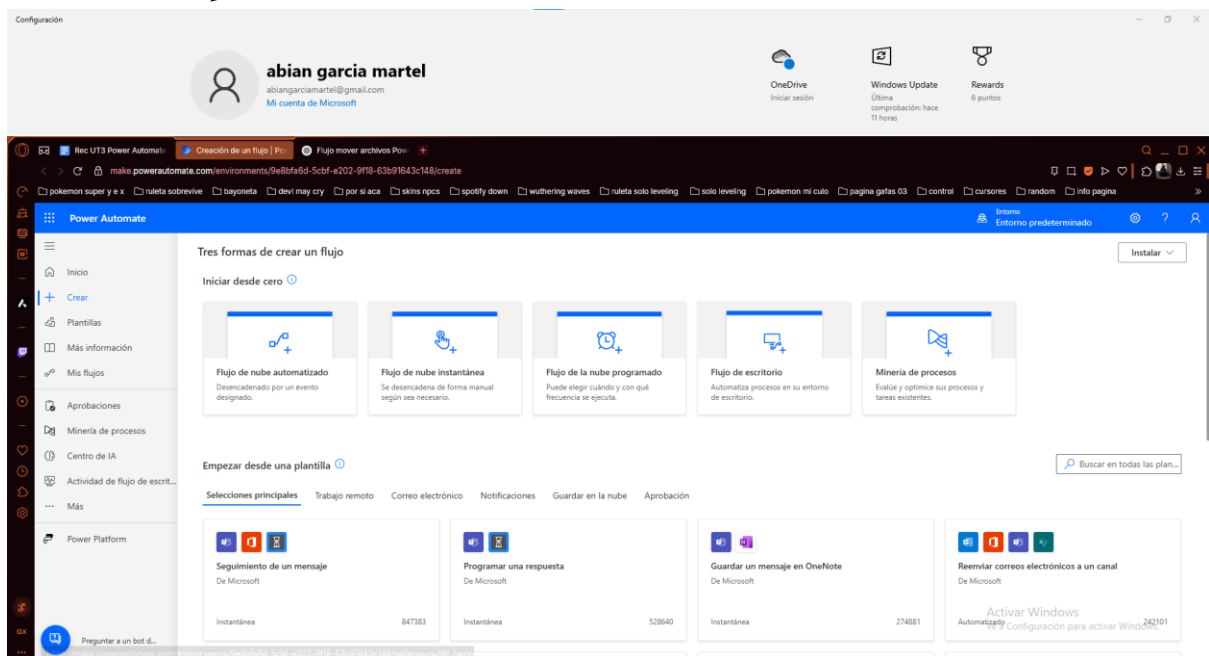 Configuración
abian garcia martel
abiangarciamartel@gmail.com
Mi cuenta de Microsoft
OneDrive
Iniciar sesión
Windows Update
Última
comprobación: hace
11 horas
Rewards
6 puntos
Rec UT3 Power Automate
Creación de un flujo | Po
Flujo mover archivos Pow
make.powerautomate.com/environments/9e8bfa6d-5cbf-e202-9f18-63b91643c148/create
pokemon super y e x
ruleta sobrevive
bayoneta
devi may cry
por si aca
skins npcs
spotify down
wuthering waves
ruleta solo leveling
solo leveling
pokemon mi culo
pagina gafas 03
control
cursores
random
info pagina
Power Automate
Entorno
Entorno predeterminado
Inicio
Crear
Plantillas
Más información
Mis flujos
Aprobaciones
Minería de procesos
Centro de IA
Actividad de flujo de escrit...
Más
Power Platform
Preguntar a un bot d...
Tres formas de crear un flujo
Instalar
Iniciar desde cero
Flujo de nube automatizado
Desencadenado por un evento
designado.
Flujo de nube instantánea
Se desencadena de forma manual
según sea necesario.
Flujo de la nube programado
Puede elegir cuándo y con qué
frecuencia se ejecuta.
Flujo de escritorio
Automatiza procesos en su entorno
de escritorio.
Minería de procesos
Evalúe y optimice sus procesos y
tareas existentes.
Empezar desde una plantilla
Buscar en todas las plan...
Selecciones principales
Trabajo remoto
Correo electrónico
Notificaciones
Guardar en la nube
Aprobación
Seguimiento de un mensaje
De Microsoft
Instantánea
847383
Programar una respuesta
De Microsoft
Instantánea
528640
Guardar un mensaje en OneNote
De Microsoft
Instantánea
274881
Reenviar correos electrónicos a un canal
De Microsoft
Automatizado
242101
Activar Windows
Ve a Configuración para activar Windows.